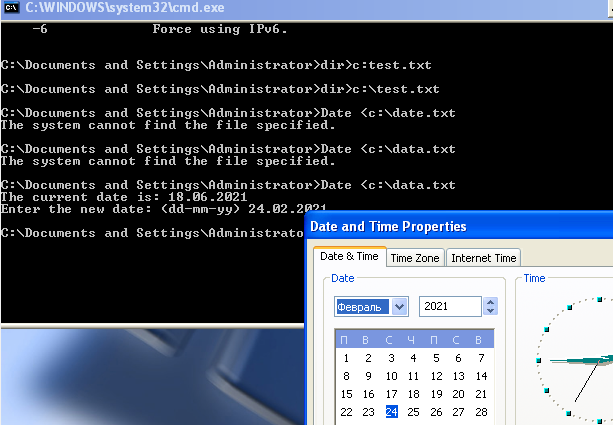 C:\WINDOWS\system32\cmd.exe
-6 Force using IPv6.
C:\Documents and Settings\Administrator>dir>c:test.txt
C:\Documents and Settings\Administrator>dir>c:\test.txt
C:\Documents and Settings\Administrator>Date <c:\date.txt
The system cannot find the file specified.
C:\Documents and Settings\Administrator>Date <c:\data.txt
The system cannot find the file specified.
C:\Documents and Settings\Administrator>Date <c:\data.txt
The current date is: 18.06.2021
Enter the new date: (dd-mm-yy) 24.02.2021
C:\Documents and Settings\Administrato
Date and Time Properties
Date & Time Time Zone Internet Time
Date Time
Февраль 2021
П В С Ч П С В
1 2 3 4 5 6 7
8 9 10 11 12 13 14
15 16 17 18 19 20 21
22 23 24 25 26 27 28